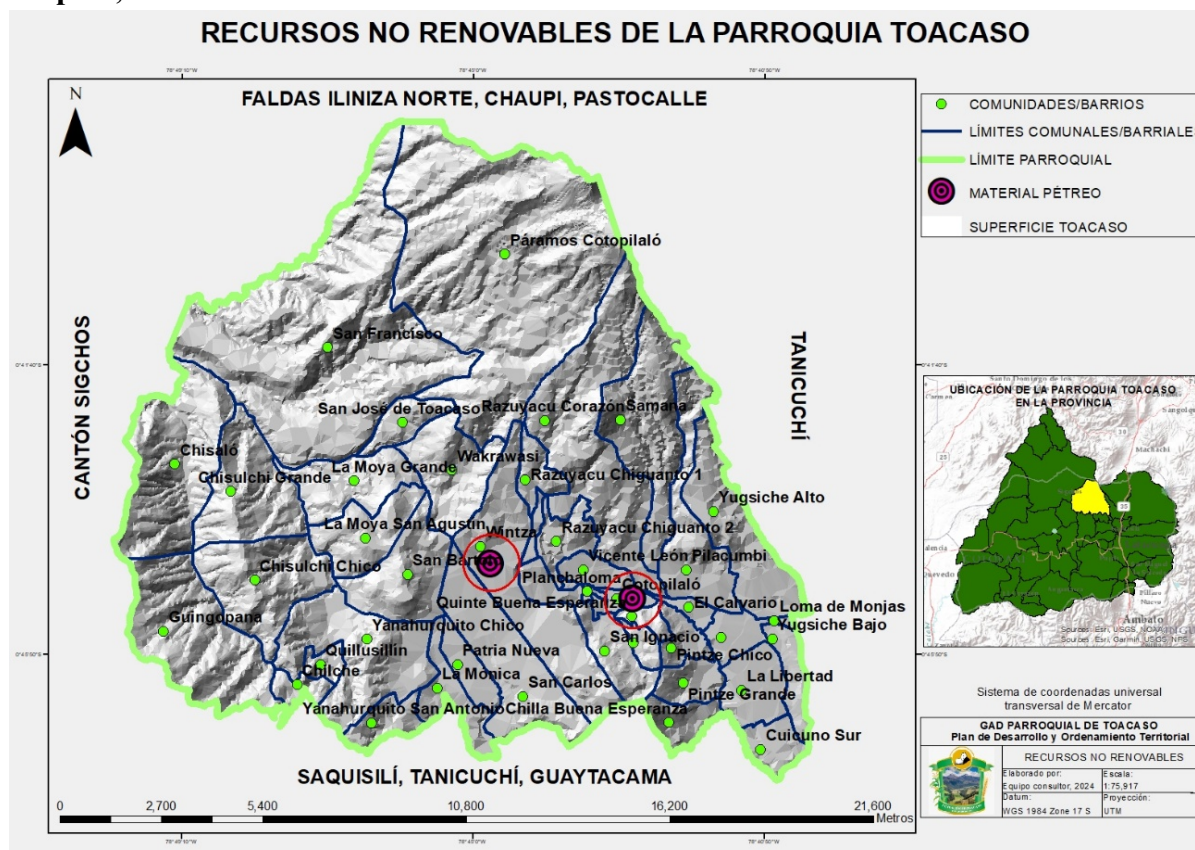 RECURSOS NO RENOVABLES DE LA PARROQUIA TOACASO
N
FALDAS ILINIZA NORTE, CHAUPI, PASTOCALLE
CANTÓN SIGCHOS
TANICUCHÍ
SAQUISILÍ, TANICUCHÍ, GUAYTACAMA
Páramos Cotopilaló
San Francisco
San José de Toacaso
Razuyacu Corazón
Samana
Chisaló
Wakrawasi
La Moya Grande
Chisulchi Grande
Razuyacu Chiguanto 1
Yugsiche Alto
La Moya San Agustín
Wintza
Razuyacu Chiguanto 2
San Bartolo
Vicente León
Pilacumbi
Chisulchi Chico
Planchaloma
Cotopilaló
Quinte Buena Esperanza
El Calvario
Loma de Monjas
Guingopana
Yanahurquito Chico
San Ignacio
Yugsiche Bajo
Quillusillin
Patria Nueva
Pintze Chico
Chilche
La Mónica
San Carlos
La Libertad
Pintze Grande
Yanahurquito San Antonio
Chilla Buena Esperanza
Cuicuno Sur
0 2,700 5,400 10,800 16,200 21,600
Metros
COMUNIDADES/BARRIOS
LÍMITES COMUNALES/BARRIALE
LÍMITE PARROQUIAL
MATERIAL PÉTREO
SUPERFICIE TOACASO
UBICACIÓN DE LA PARROQUIA TOACASO
EN LA PROVINCIA
Machachi
Ambato
Sistema de coordenadas universal
transversal de Mercator
GAD PARROQUIAL DE TOACASO
Plan de Desarrollo y Ordenamiento Territorial
RECURSOS NO RENOVABLES
Elaborado por:
Equipo consultor, 2024
Escala:
1:75,917
Datum:
WGS 1984 Zone 17 S
Proyección:
UTM